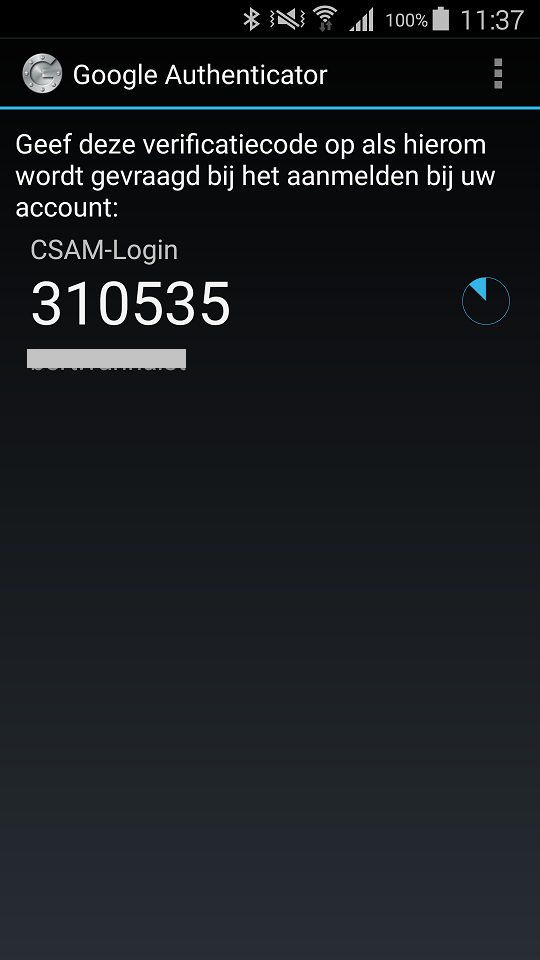 100% 11:37
Google Authenticator
Geef deze verificatiecode op als hierom
wordt gevraagd bij het aanmelden bij uw
account:
CSAM-Login
310535